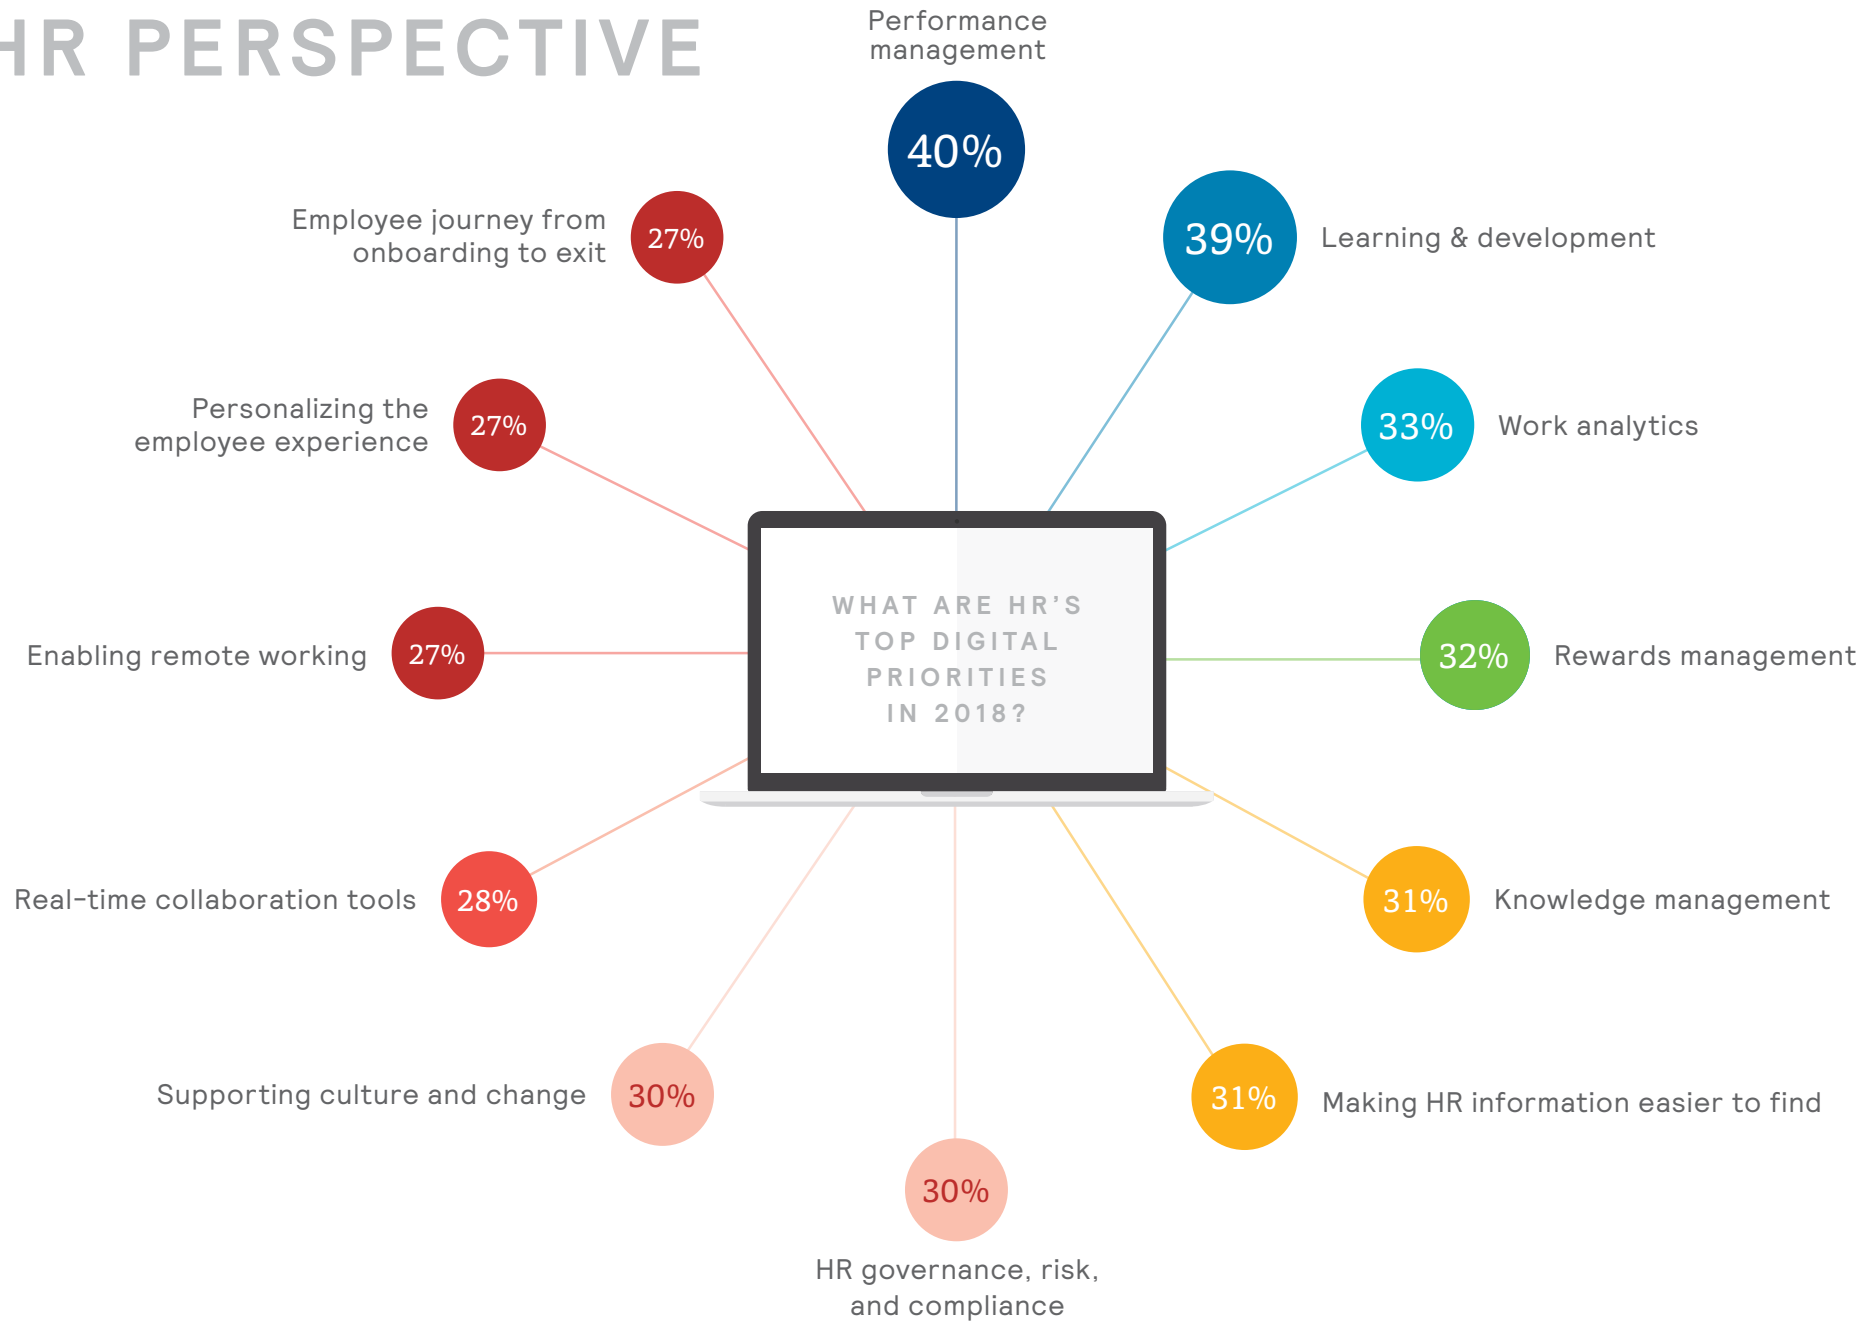 HR PERSPECTIVE
Performance
management
40%
39%
Learning & development
33%
Work analytics
32%
Rewards management
31%
Knowledge management
31%
Making HR information easier to find
30%
HR governance, risk,
and compliance
30%
Supporting culture and change
28%
Real-time collaboration tools
27%
Enabling remote working
27%
Personalizing the
employee experience
27%
Employee journey from
onboarding to exit
WHAT ARE HR’S
TOP DIGITAL
PRIORITIES
IN 2018?